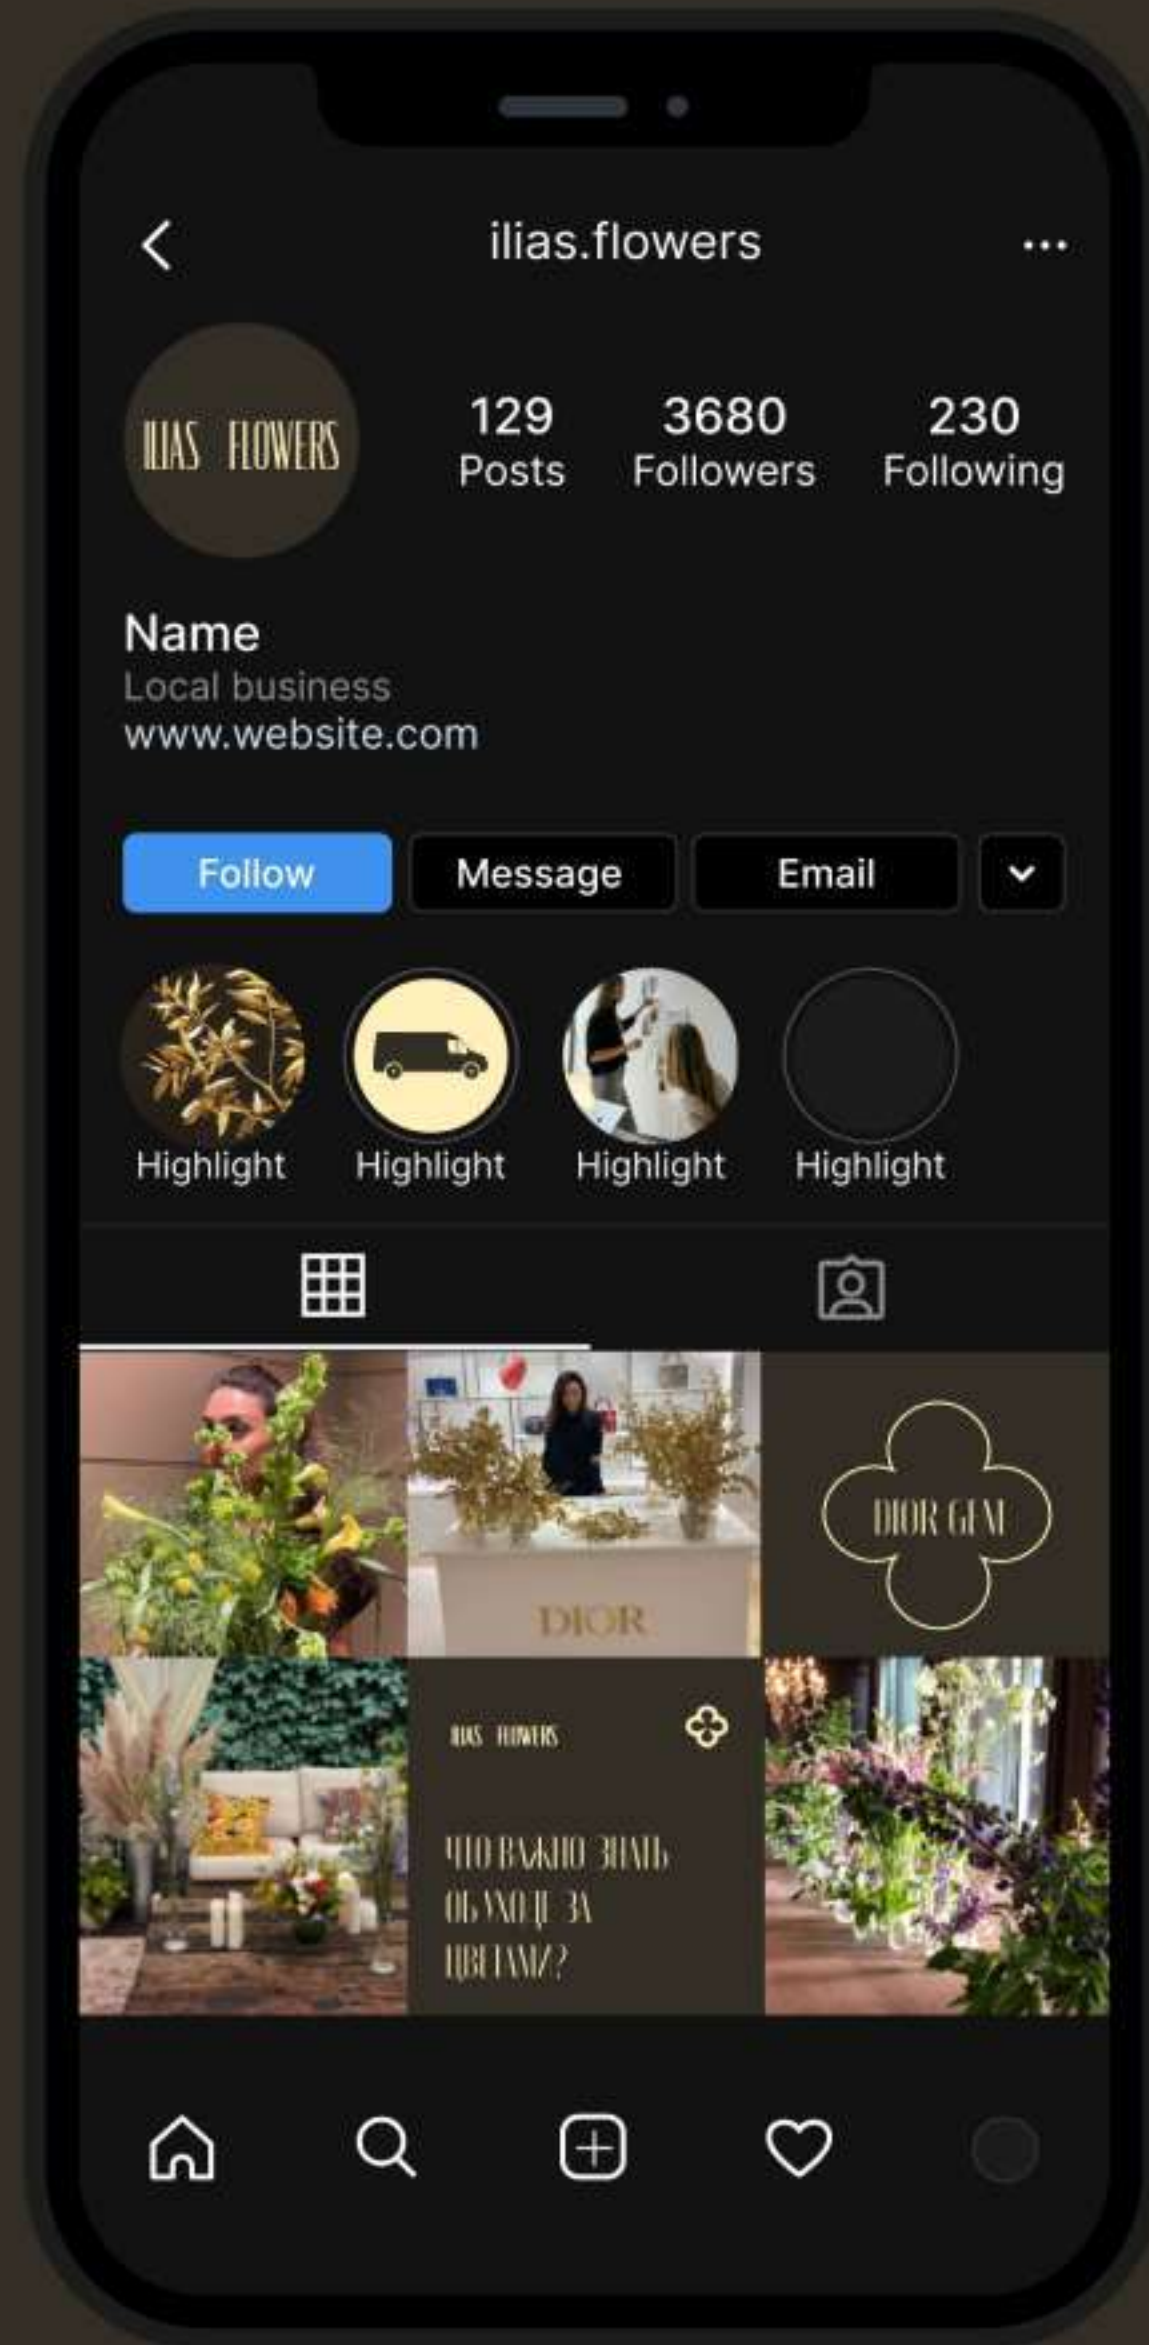 ilias.flowers
ILIAS FLOWERS
129 3680 230
Posts Followers Following
Name
Local business
www.website.com
Follow Message Email
Highlight Highlight Highlight Highlight
DIOR
DIOR GEM
ILIAS FLOWERS
ЧТО ВАЖНО ЗНАТЬ
ОБ УХОДЕ ЗА
ЦВЕТАМИ?